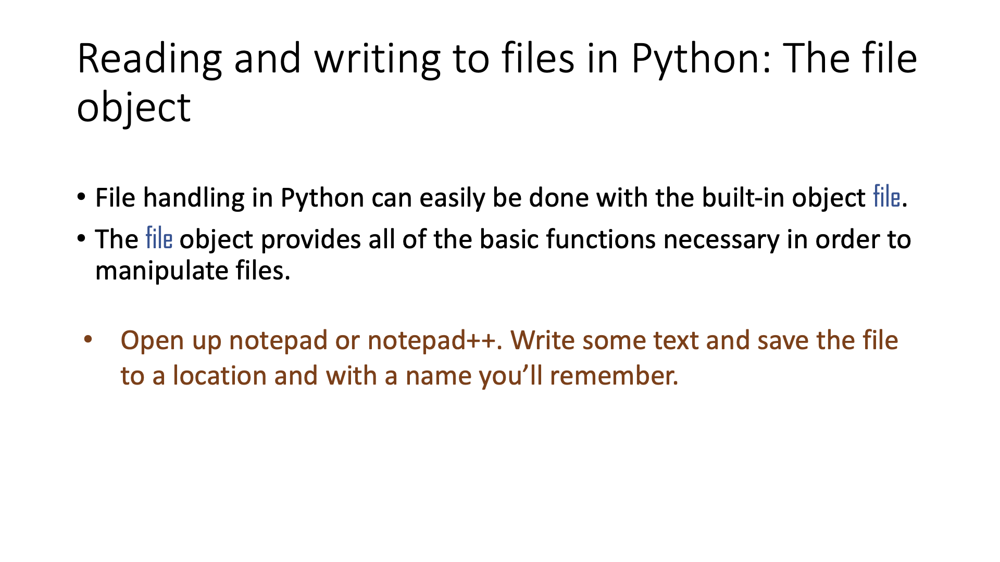 Reading and writing to files in Python: The file
object
• File handling in Python can easily be done with the built-in object file.
• The file object provides all of the basic functions necessary in order to
manipulate files.
• Open up notepad or notepad++. Write some text and save the file
to a location and with a name you’ll remember.